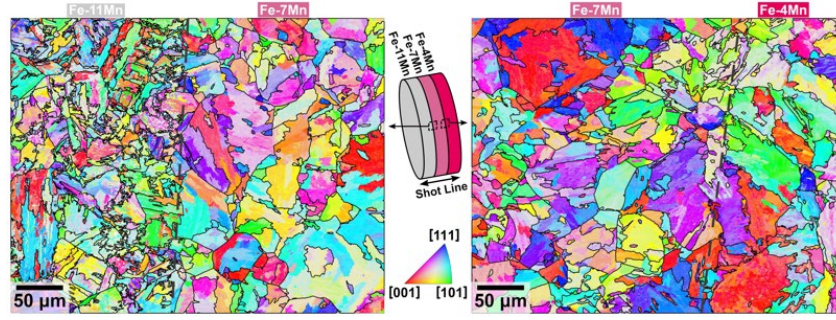 Fe-11Mn
Fe-7Mn
Fe-11Mn
Fe-7Mn
Fe-4Mn
Shot Line
[111]
[001]
[101]
50 µm
Fe-7Mn
Fe-4Mn
50 µm